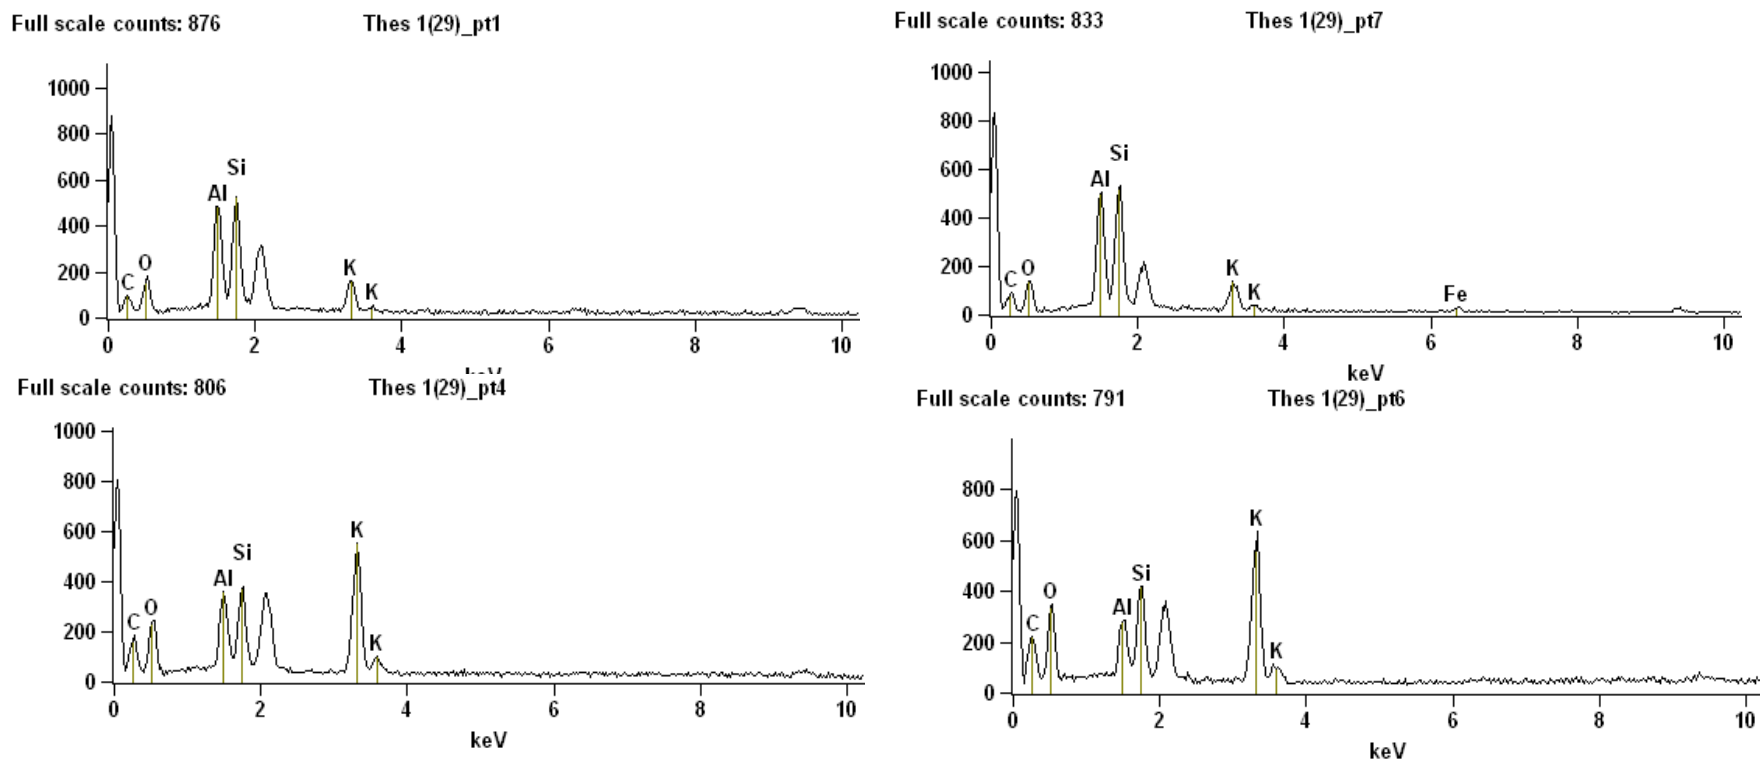 Full scale counts: 876 Thes 1(29)_pt1
1000
800
600
400
200
0
C
O
Al
Si
K
K
0 2 4 6 8 10
keV
Full scale counts: 833 Thes 1(29)_pt7
1000
800
600
400
200
0
C
O
Al
Si
K
K
Fe
0 2 4 6 8 10
keV
Full scale counts: 806 Thes 1(29)_pt4
1000
800
600
400
200
0
C
O
Al
Si
K
K
0 2 4 6 8 10
keV
Full scale counts: 791 Thes 1(29)_pt6
800
600
400
200
0
C
O
Al
Si
K
K
0 2 4 6 8 10
keV